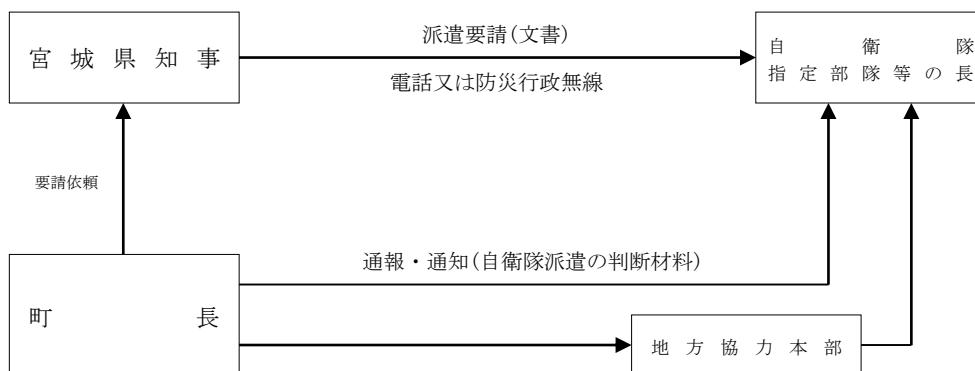 派遣要請(文書)
宮城県知事
自衛隊
指定部隊等の長
電話又は防災行政無線
要請依頼
通報・通知(自衛隊派遣の判断材料)
町長
地方協力本部